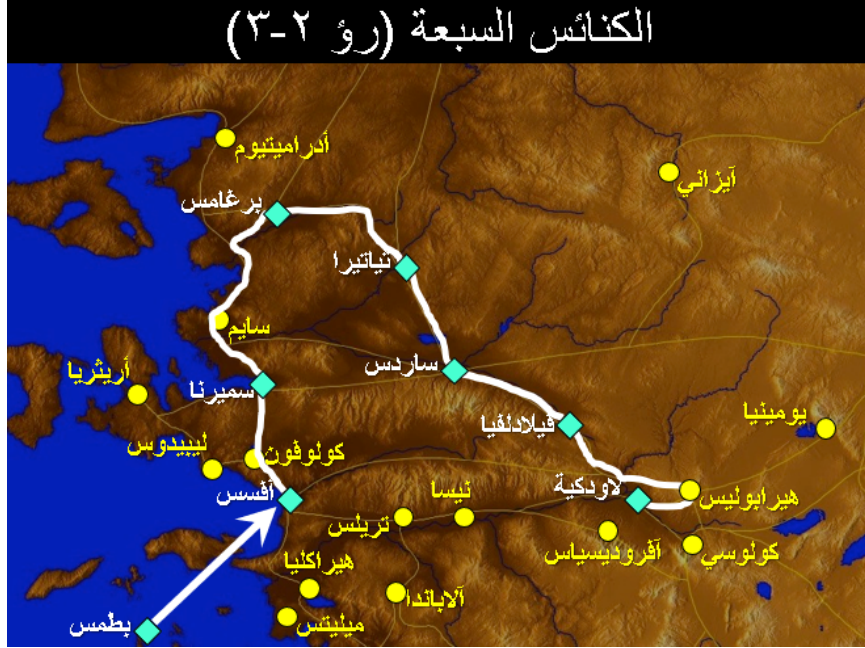 الكنائس السبعة (رؤ ٢-٣)
أدراميتيوم
آيزاني
برغامس
تياتيرا
سايم
ساردس
أريثريا
سميرنا
فيلادلفيا
يومينيا
ليبيدوس
كولوفون
أفسس
لاودكية
هيرابوليس
نيسا
تريلس
آفروديسياس
كولوسي
هيراكليا
آلاباندا
ميليتس
بطمس